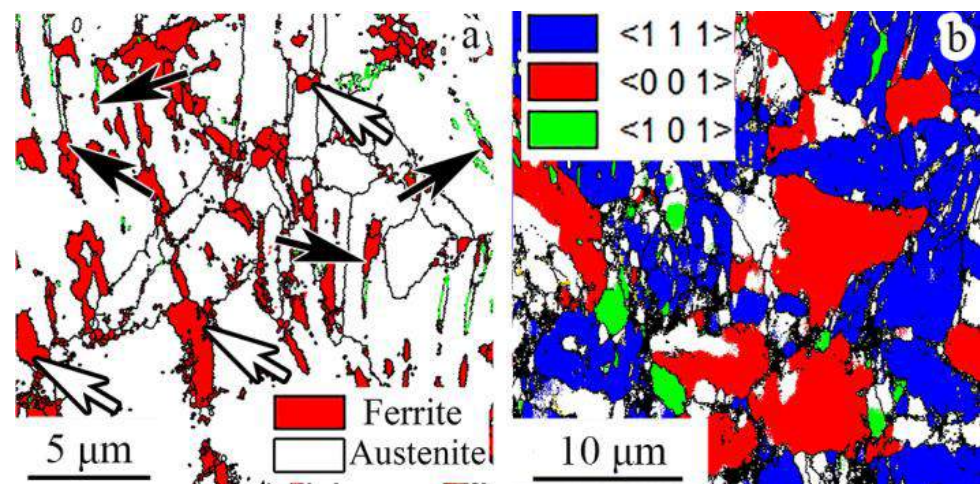 a
Ferrite
Austenite
5 μm
b
<1 1 1>
<0 0 1>
<1 0 1>
10 μm